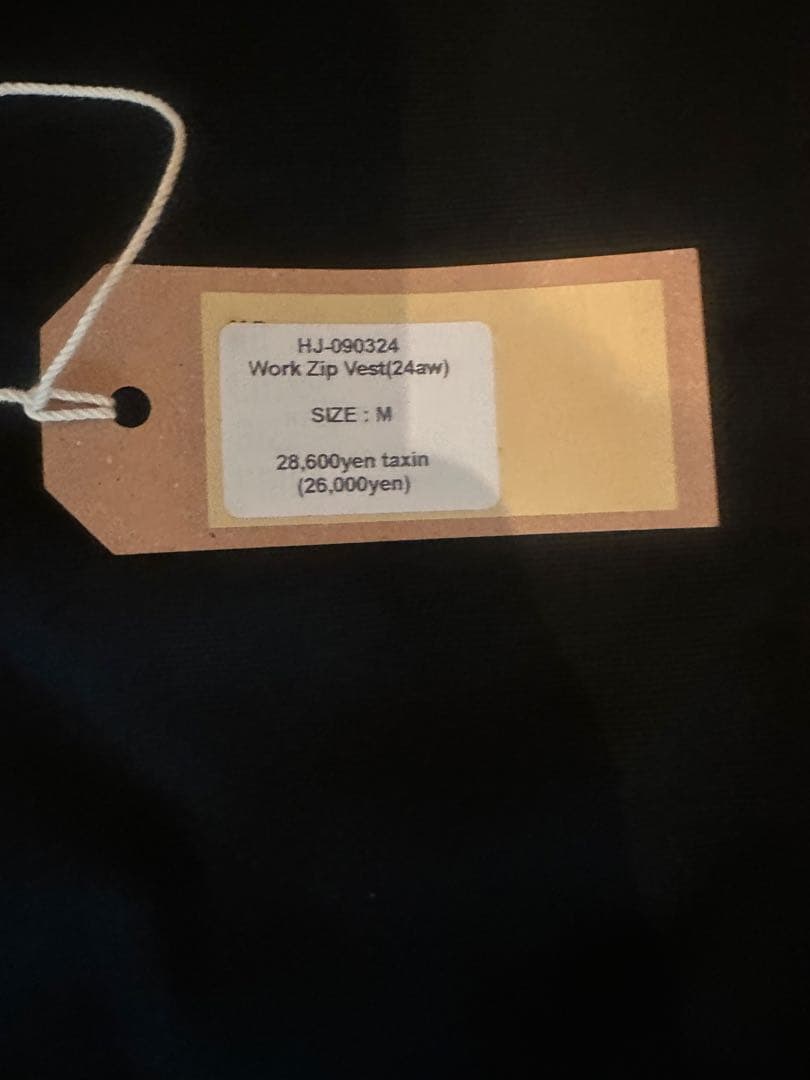 HJ-090324
Work Zip Vest(24aw)
SIZE : M
28,600yen taxin
(26,000yen)